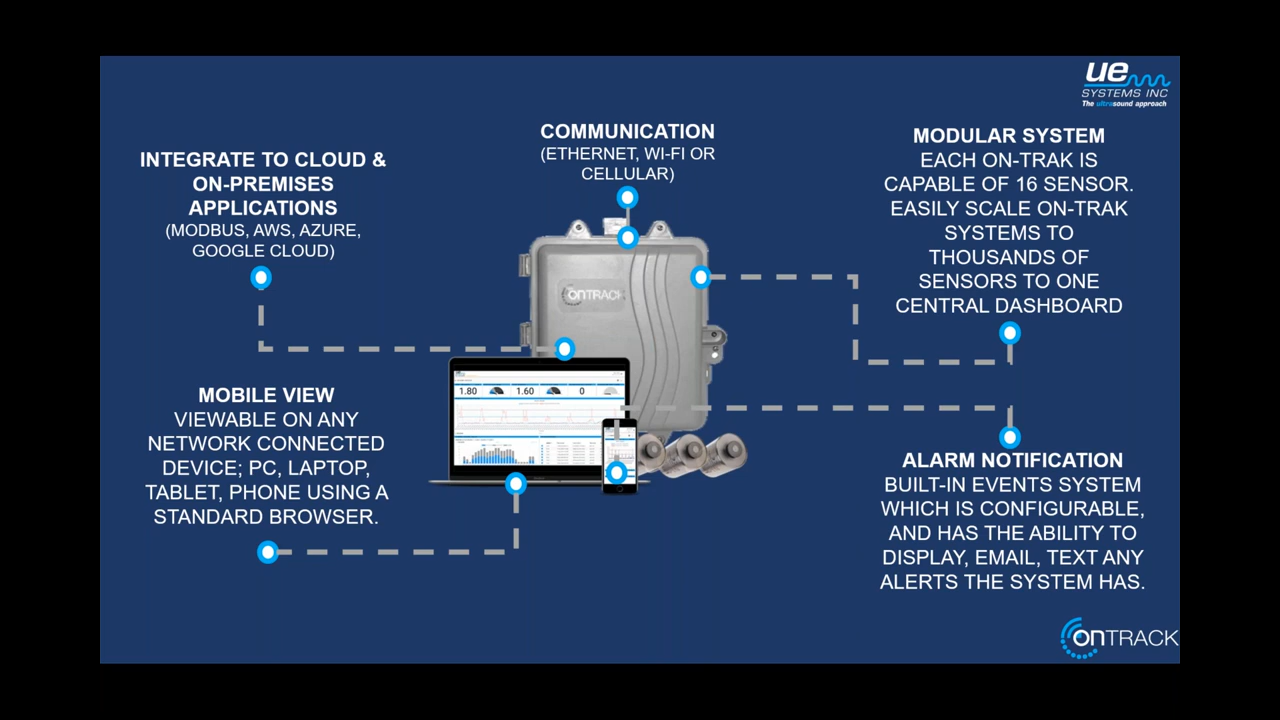 ue
SYSTEMS INC
The ultrasound approach
INTEGRATE TO CLOUD &
ON-PREMISES
APPLICATIONS
(MODBUS, AWS, AZURE,
GOOGLE CLOUD)
COMMUNICATION
(ETHERNET, WI-FI OR
CELLULAR)
MODULAR SYSTEM
EACH ON-TRAK IS
CAPABLE OF 16 SENSOR.
EASILY SCALE ON-TRAK
SYSTEMS TO
THOUSANDS OF
SENSORS TO ONE
CENTRAL DASHBOARD
onTRACK
1.80 1.60 0
MOBILE VIEW
VIEWABLE ON ANY
NETWORK CONNECTED
DEVICE; PC, LAPTOP,
TABLET, PHONE USING A
STANDARD BROWSER.
ALARM NOTIFICATION
BUILT-IN EVENTS SYSTEM
WHICH IS CONFIGURABLE,
AND HAS THE ABILITY TO
DISPLAY, EMAIL, TEXT ANY
ALERTS THE SYSTEM HAS.
onTRACK